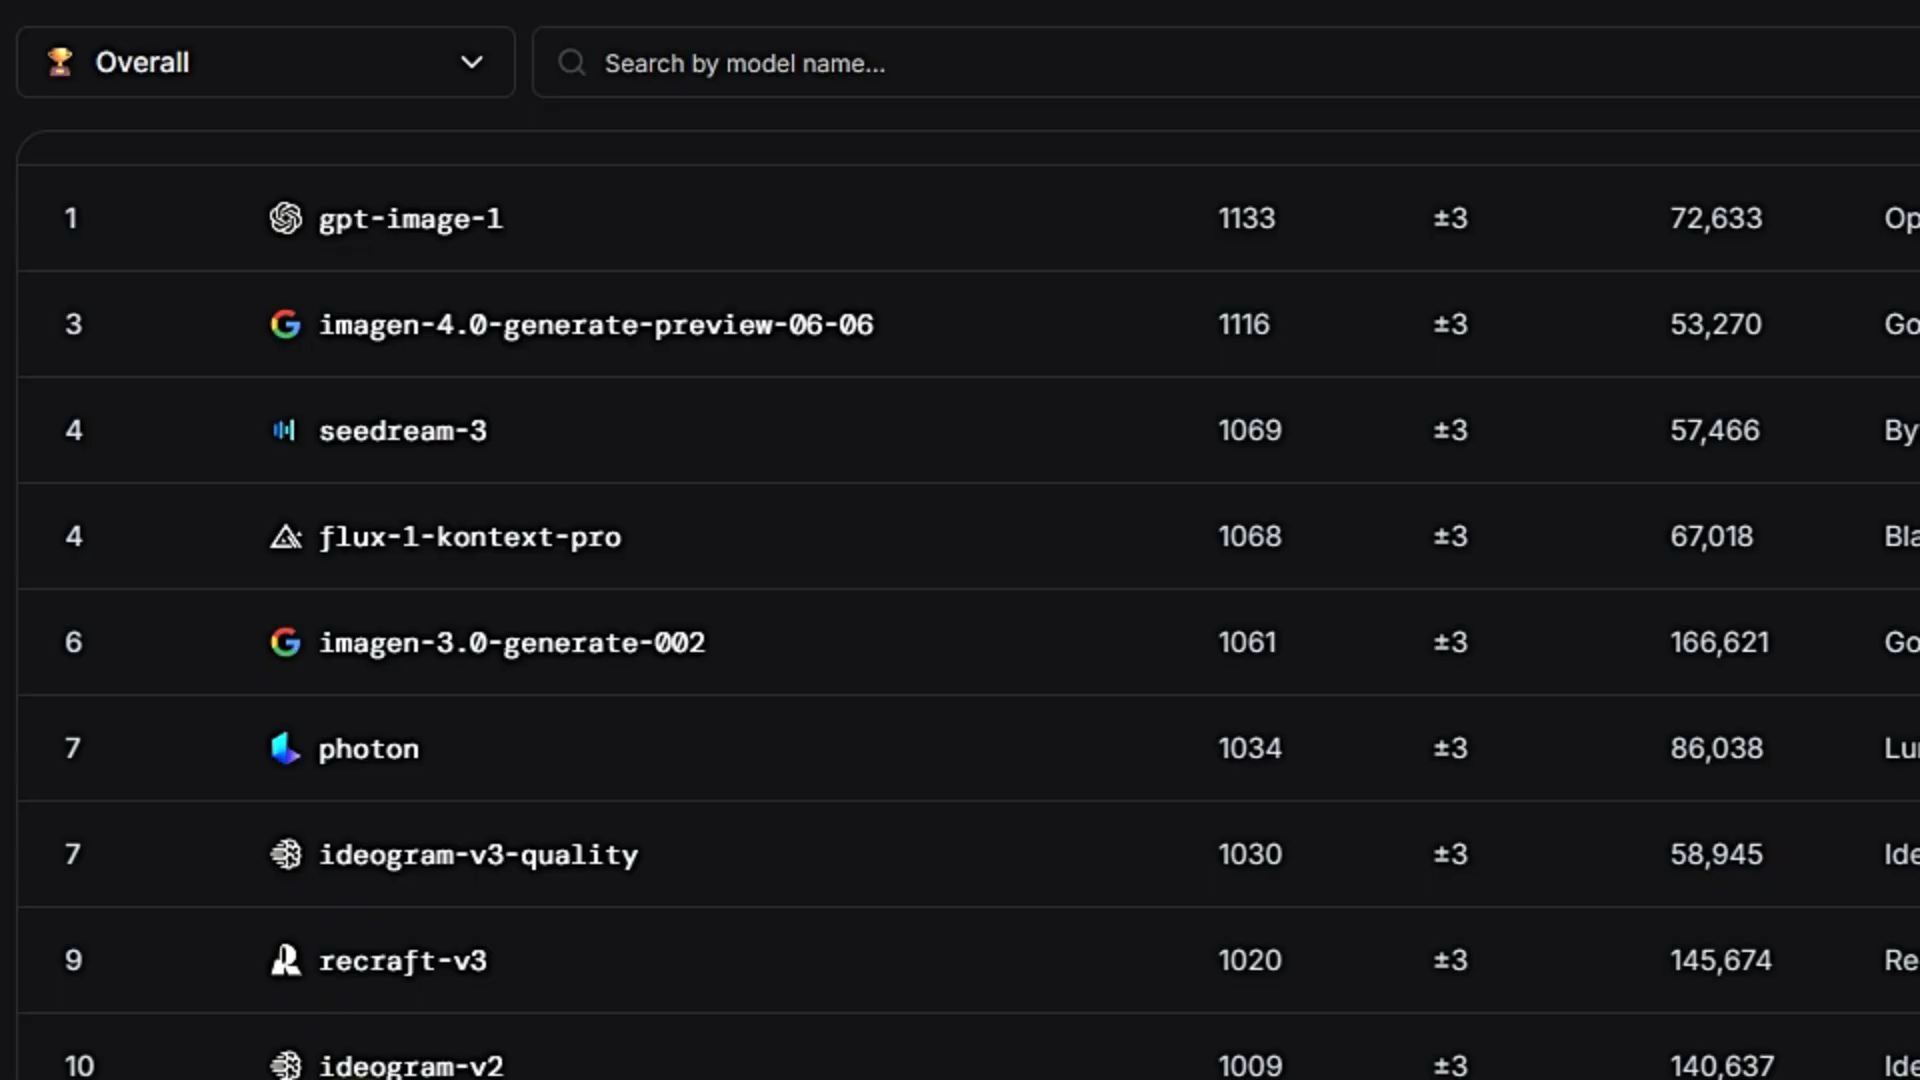 Overall
Search by model name...
1 gpt-image-1 1133 ±3 72,633 Op
3 imagen-4.0-generate-preview-06-06 1116 ±3 53,270 Go
4 seedream-3 1069 ±3 57,466 By
4 flux-1-kontext-pro 1068 ±3 67,018 Bla
6 imagen-3.0-generate-002 1061 ±3 166,621 Go
7 photon 1034 ±3 86,038 Lu
7 ideogram-v3-quality 1030 ±3 58,945 Ide
9 recraft-v3 1020 ±3 145,674 Re
10 ideogram-v2 1009 ±3 140,637 Ide